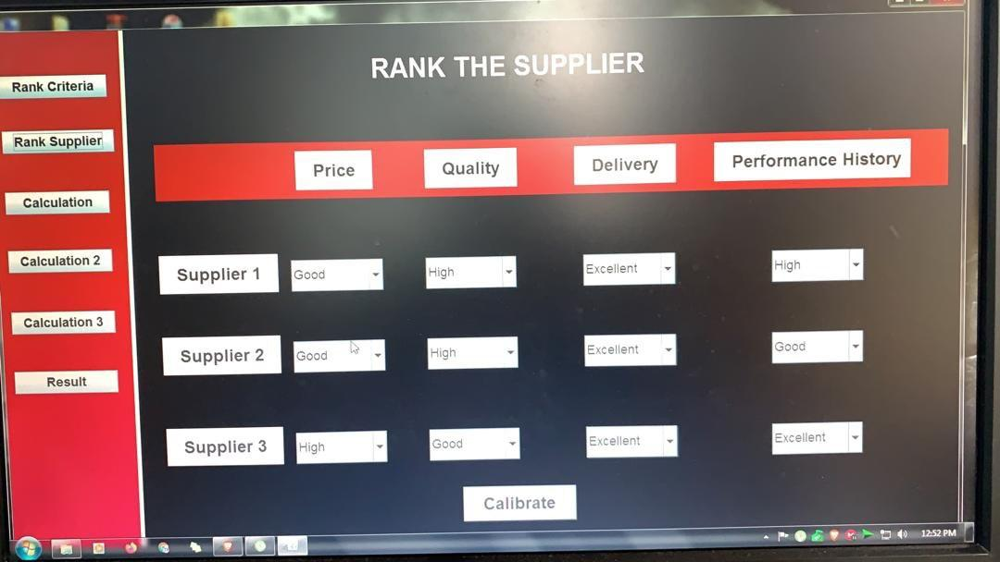 RANK THE SUPPLIER
Rank Criteria
Rank Supplier
Calculation
Calculation 2
Calculation 3
Result
Price Quality Delivery Performance History
Supplier 1 Good High Excellent High
Supplier 2 Good High Excellent Good
Supplier 3 High Good Excellent Excellent
Calibrate
12:52 PM